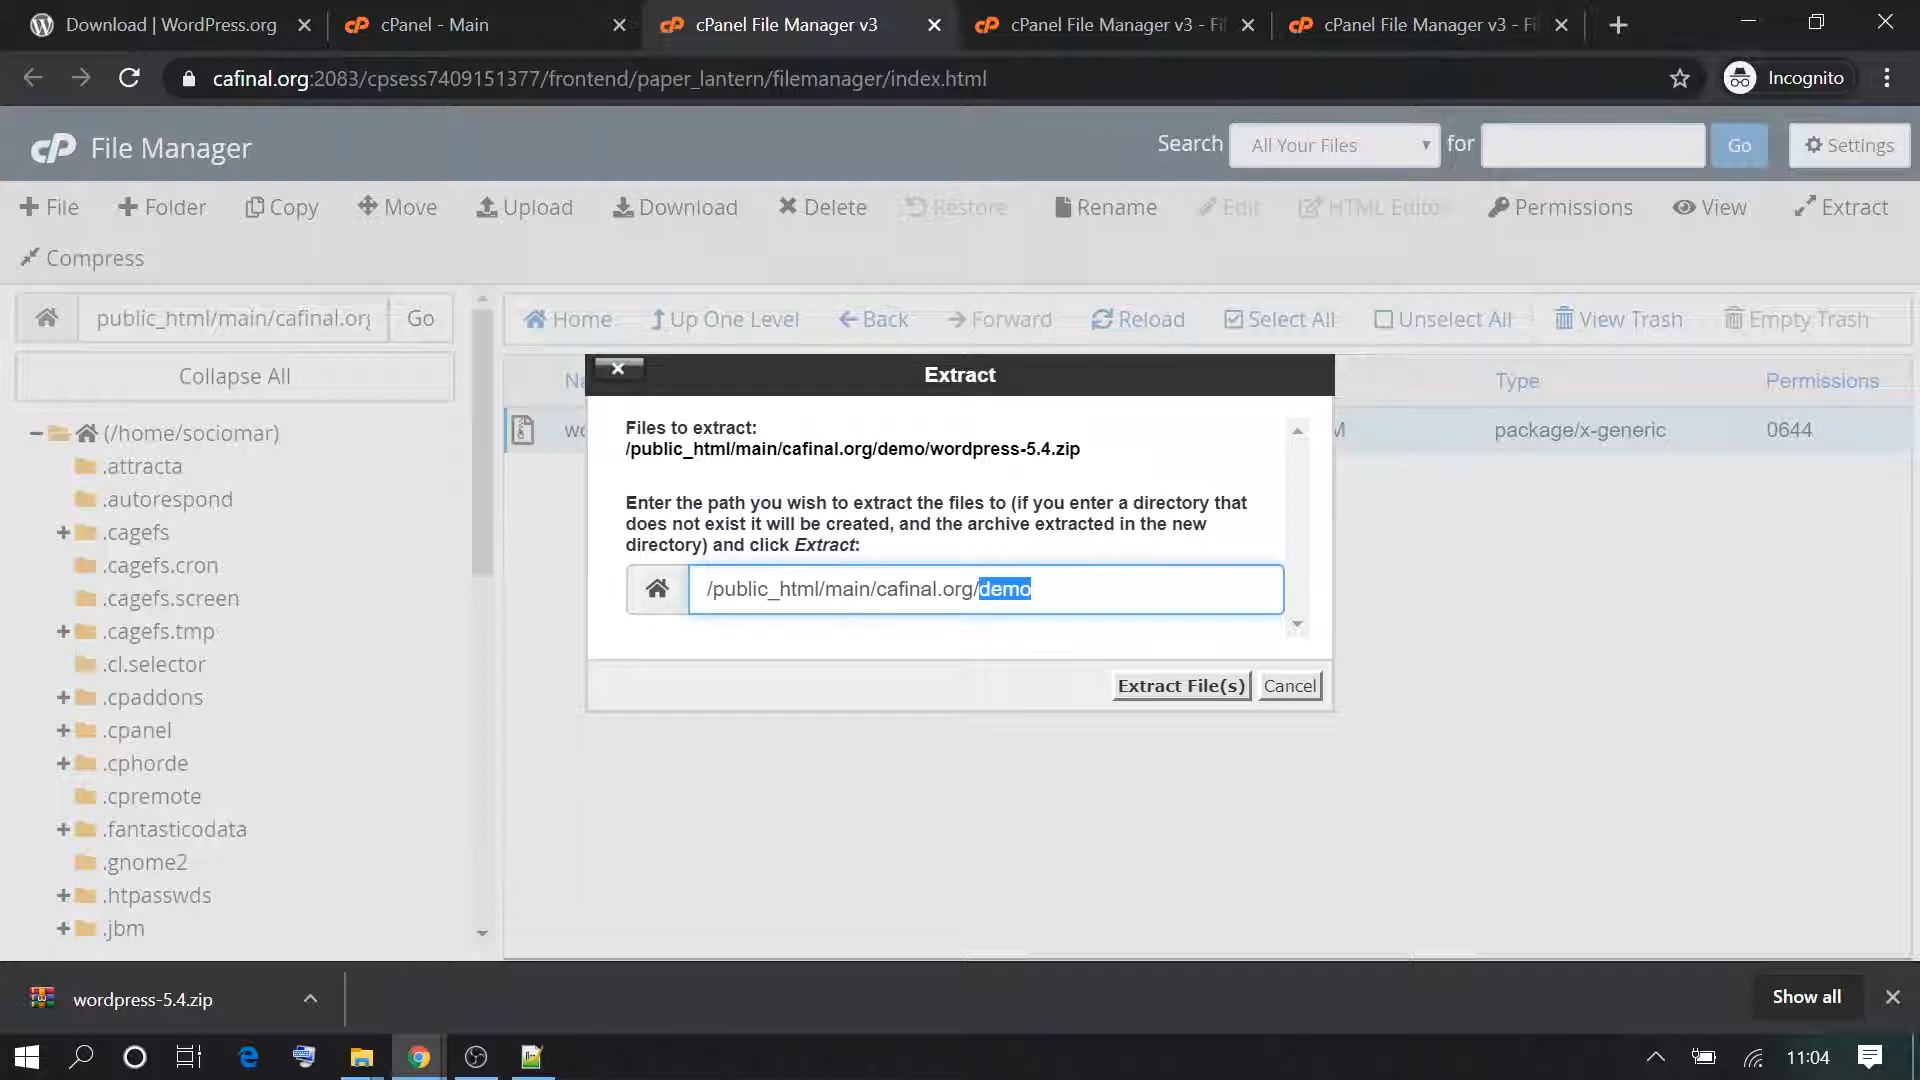 Download | WordPress.org
cPanel - Main
cPanel File Manager v3
cPanel File Manager v3 - Fi
cPanel File Manager v3 - Fi
cafinal.org:2083/cpsess7409151377/frontend/paper_lantern/filemanager/index.html
Incognito
cP File Manager
Search All Your Files for Go Settings
File Folder Copy Move Upload Download Delete Restore Rename Edit HTML Edito Permissions View Extract
Compress
public_html/main/cafinal.org Go
Home Up One Level Back Forward Reload Select All Unselect All View Trash Empty Trash
Collapse All
Extract
Type Permissions
package/x-generic 0644
Files to extract:
/public_html/main/cafinal.org/demo/wordpress-5.4.zip
Enter the path you wish to extract the files to (if you enter a directory that
does not exist it will be created, and the archive extracted in the new
directory) and click Extract:
/public_html/main/cafinal.org/demo
Extract File(s) Cancel
(/home/sociomar)
.attracta
.autorespond
.cagefs
.cagefs.cron
.cagefs.screen
.cagefs.tmp
.cl.selector
.cpaddons
.cpanel
.cphorde
.cpremote
.fantasticodata
.gnome2
.htpasswds
.jbm
wordpress-5.4.zip
Show all
11:04